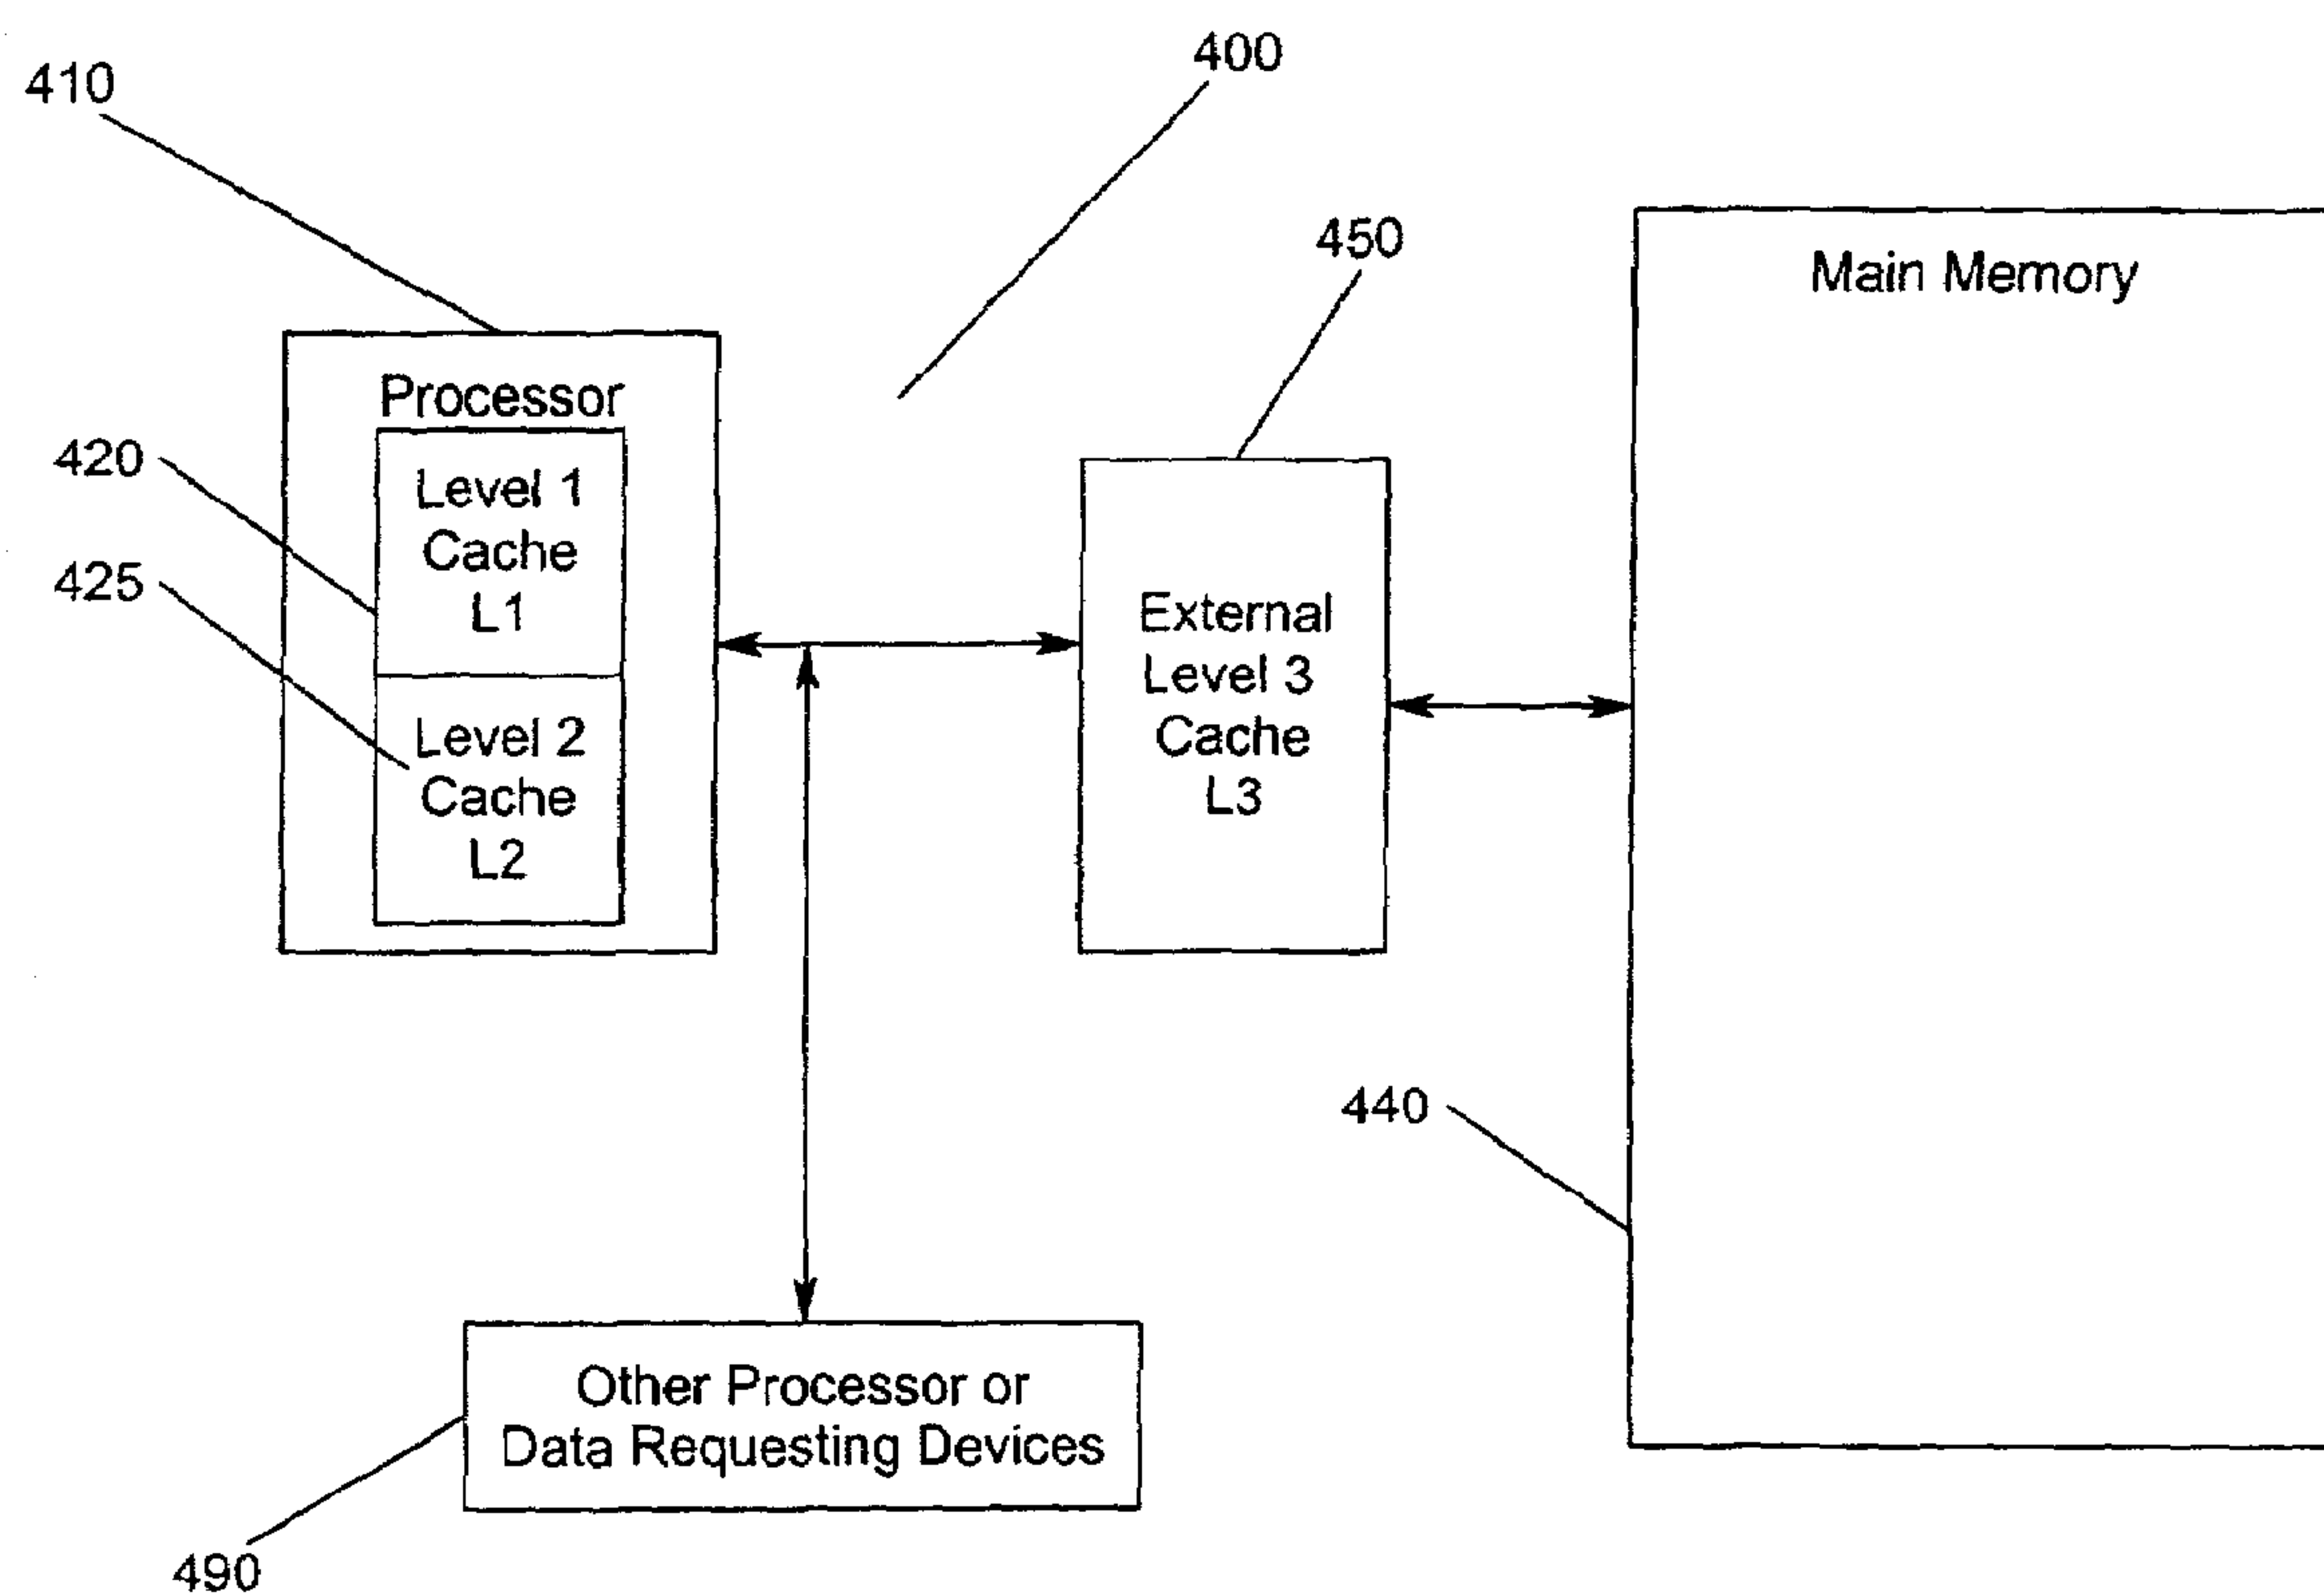 400
410
450
Main Memory
Processor
420
Level 1
Cache
L1
425
Level 2
Cache
L2
External
Level 3
Cache
L3
440
Other Processor or
Data Requesting Devices
490